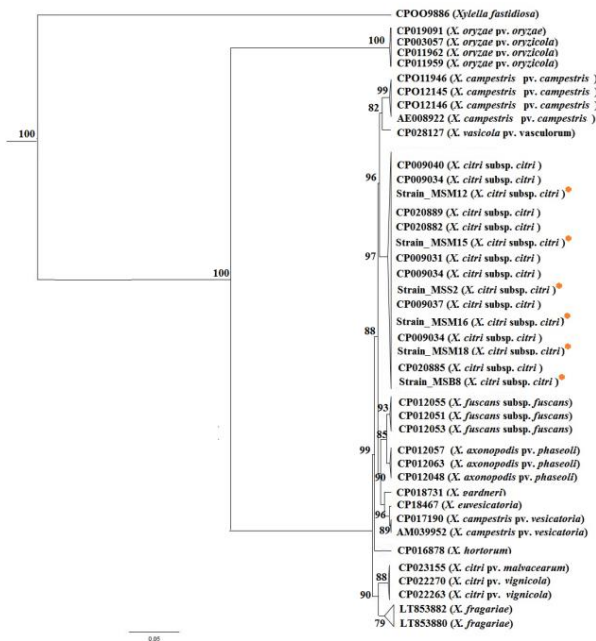 CPOO9886 (Xylella fastidiosa)
CP019091 (X. oryzae pv. oryzae)
100
CP003057 (X. oryzae pv. oryzicola)
CP011962 (X. oryzae pv. oryzicola)
CP011959 (X. oryzae pv. oryzicola)
CPO11946 (X. campestris pv. campestris )
99
CPO12145 (X. campestris pv. campestris )
CPO12146 (X. campestris pv. campestris )
82
AE008922 (X. campestris pv. campestris )
CP028127 (X. vasicola pv. vasculorum)
100
CP009040 (X. citri subsp. citri )
96
CP009034 (X. citri subsp. citri )
Strain_MSM12 (X. citri subsp. citri )
CP020889 (X. citri subsp. citri )
CP020882 (X. citri subsp. citri )
Strain_MSM15 (X. citri subsp. citri )
97
CP009031 (X. citri subsp. citri )
100
CP009034 (X. citri subsp. citri )
Strain_MSS2 (X. citri subsp. citri )
CP009037 (X. citri subsp. citri )
Strain_MSM16 (X. citri subsp. citri )
88
CP009034 (X. citri subsp. citri )
Strain_MSM18 (X. citri subsp. citri )
CP020885 (X. citri subsp. citri )
Strain_MSB8 (X. citri subsp. citri )
CP012055 (X. fuscans subsp. fuscans)
93
CP012051 (X. fuscans subsp. fuscans)
CP012053 (X. fuscans subsp. fuscans)
85
99
CP012057 (X. axonopodis pv. phaseoli)
CP012063 (X. axonopodis pv. phaseoli)
90
CP012048 (X. axonopodis pv. phaseoli)
CP018731 (X. gardneri)
CP18467 (X. euvesicatoria)
96
CP017190 (X. campestris pv. vesicatoria)
89
AM039952 (X. campestris pv. vesicatoria)
CP016878 (X. hortorum)
CP023155 (X. citri pv. malvacearum)
88
CP022270 (X. citri pv. vignicola)
CP022263 (X. citri pv. vignicola)
90
LT853882 (X. fragariae)
79
LT853880 (X. fragariae)
0.05